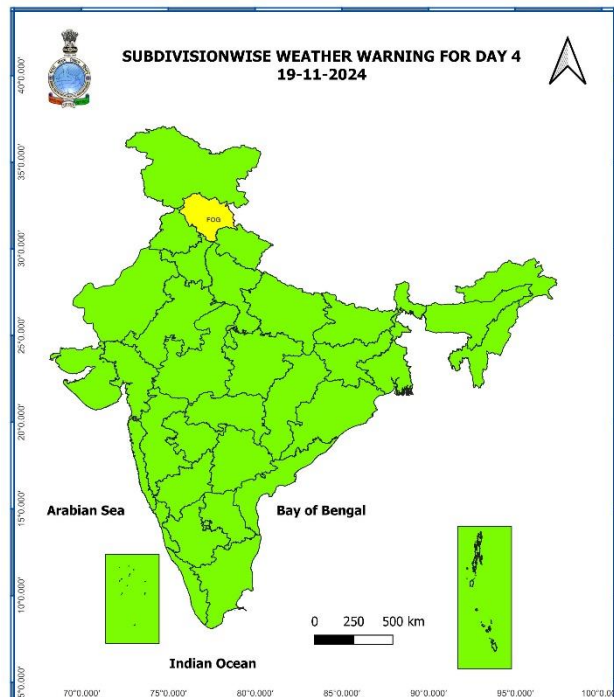 SUBDIVISIONWISE WEATHER WARNING FOR DAY 4
19-11-2024
40°0.000'
35°0.000'
FOG
30°0.000'
25°0.000'
20°0.000'
15°0.000'
Arabian Sea
Bay of Bengal
10°0.000'
0 250 500 km
Indian Ocean
5°0.000'
70°0.000' 75°0.000' 80°0.000' 85°0.000' 90°0.000' 95°0.000' 100°0.0